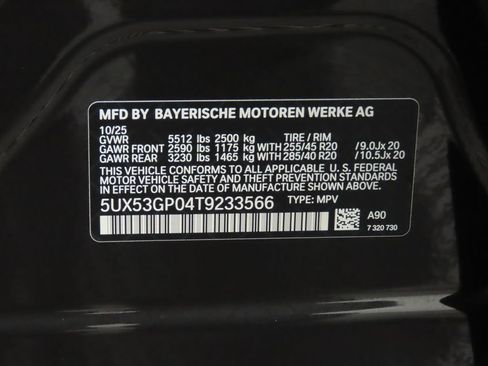 MFD BY BAYERISCHE MOTOREN WERKE AG
10/25
GVWR 5512 lbs 2500 kg TIRE / RIM
GAWR FRONT 2590 lbs 1175 kg WITH 255/45 R20 /9.0Jx 20
GAWR REAR 3230 lbs 1465 kg WITH 285/40 R20 /10.5Jx 20
THIS VEHICLE CONFORMS TO ALL APPLICABLE U. S. FEDERAL
MOTOR VEHICLE SAFETY STANDARDS IN EFFECT ON THE
DATE OF MANUFACTURE SHOWN ABOVE.
5UX53GP04T9233566 TYPE: MPV
A90
7 320 730